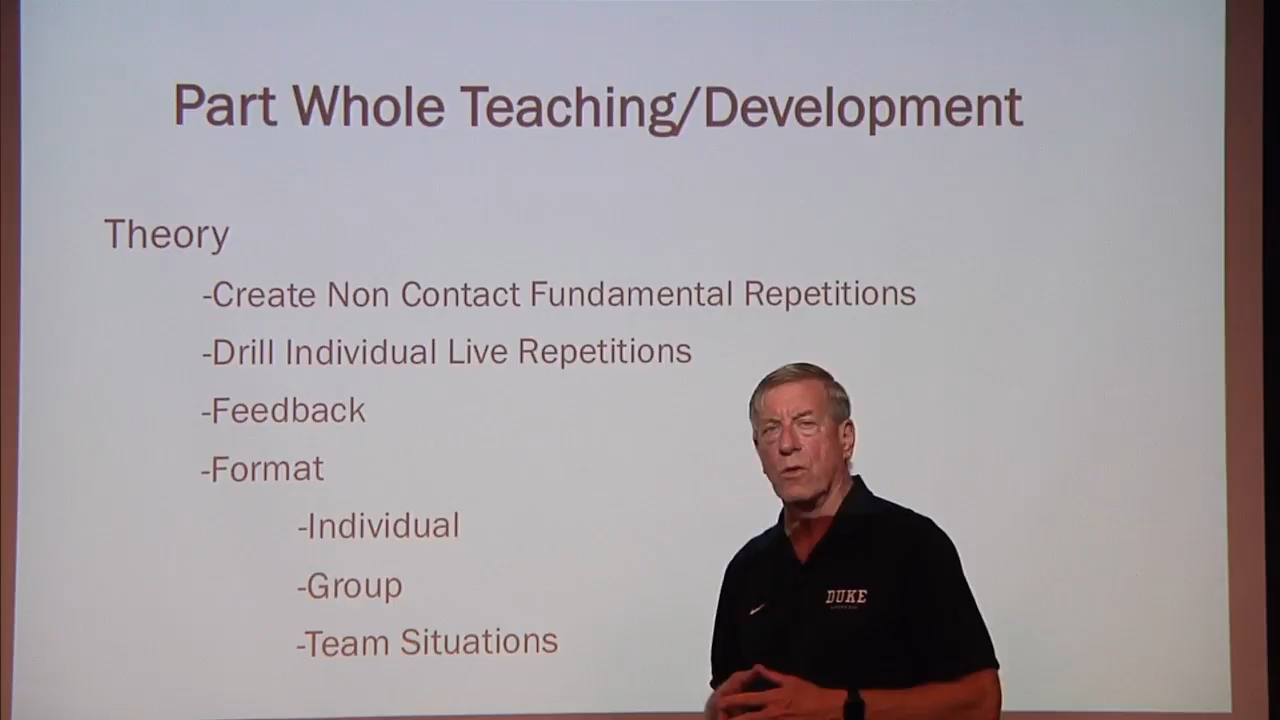 Part Whole Teaching/Development
Theory
-Create Non Contact Fundamental Repetitions
-Drill Individual Live Repetitions
-Feedback
-Format
-Individual
-Group
-Team Situations
DUKE